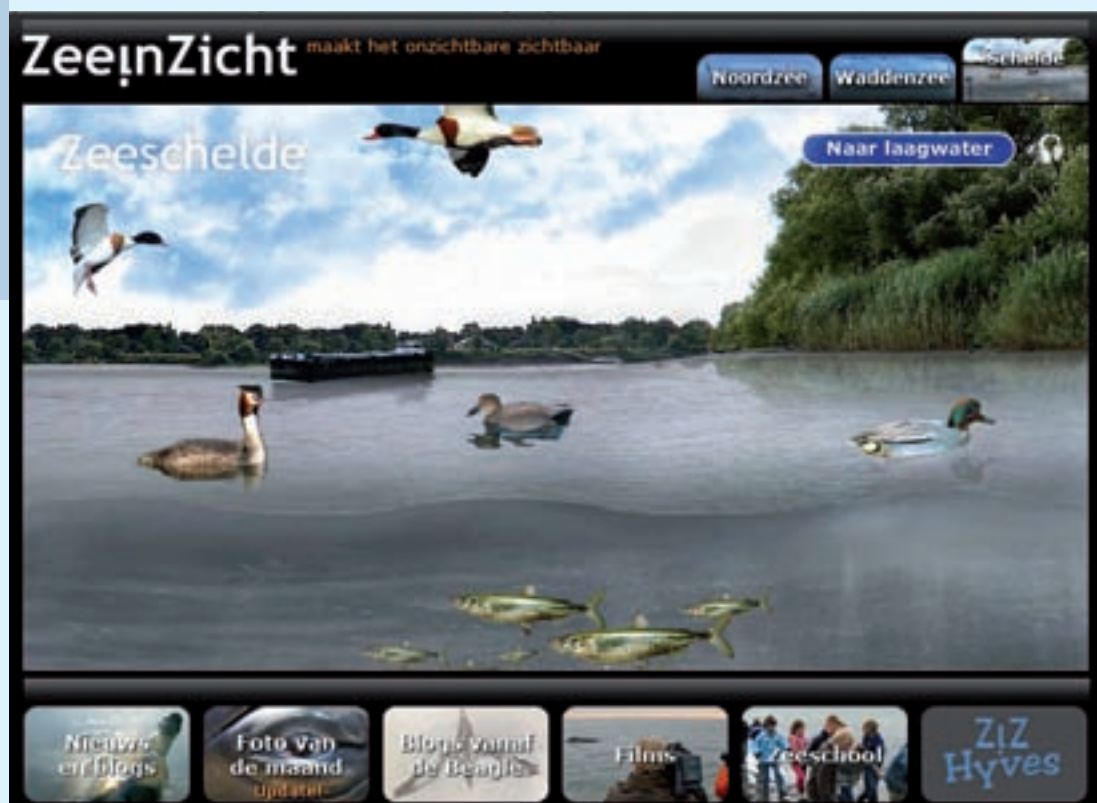 ZeeinZicht maakt het onzichtbare zichtbaar
Noordzee Waddenzee Schelde
Zeeschelde
Naar laagwater
Nieuws
en blogs
Foto van
de maand
Update!
Blogs vanaf
de Beagle
Films
Zeeschool
ZiZ
Hyves